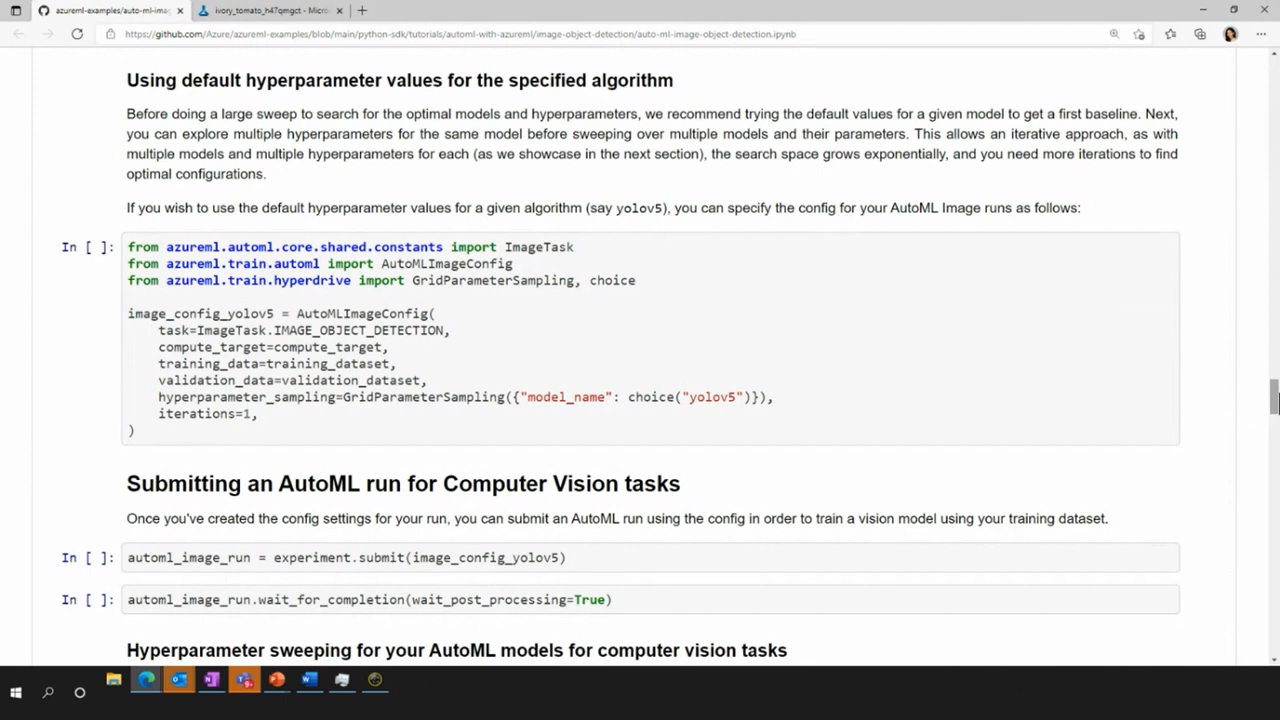 azureml-examples/auto-ml-imag
ivory_tomato_h47qmgct - Micro
https://github.com/Azure/azureml-examples/blob/main/python-sdk/tutorials/automl-with-azureml/image-object-detection/auto-ml-image-object-detection.ipynb
Using default hyperparameter values for the specified algorithm
Before doing a large sweep to search for the optimal models and hyperparameters, we recommend trying the default values for a given model to get a first baseline. Next,
you can explore multiple hyperparameters for the same model before sweeping over multiple models and their parameters. This allows an iterative approach, as with
multiple models and multiple hyperparameters for each (as we showcase in the next section), the search space grows exponentially, and you need more iterations to find
optimal configurations.
If you wish to use the default hyperparameter values for a given algorithm (say yolov5), you can specify the config for your AutoML Image runs as follows:
In [ ]: from azureml.automl.core.shared.constants import ImageTask
from azureml.train.automl import AutoMLImageConfig
from azureml.train.hyperdrive import GridParameterSampling, choice
image_config_yolov5 = AutoMLImageConfig(
task=ImageTask.IMAGE_OBJECT_DETECTION,
compute_target=compute_target,
training_data=training_dataset,
validation_data=validation_dataset,
hyperparameter_sampling=GridParameterSampling({"model_name": choice("yolov5")}),
iterations=1,
)
Submitting an AutoML run for Computer Vision tasks
Once you've created the config settings for your run, you can submit an AutoML run using the config in order to train a vision model using your training dataset.
In [ ]: automl_image_run = experiment.submit(image_config_yolov5)
In [ ]: automl_image_run.wait_for_completion(wait_post_processing=True)
Hyperparameter sweeping for your AutoML models for computer vision tasks